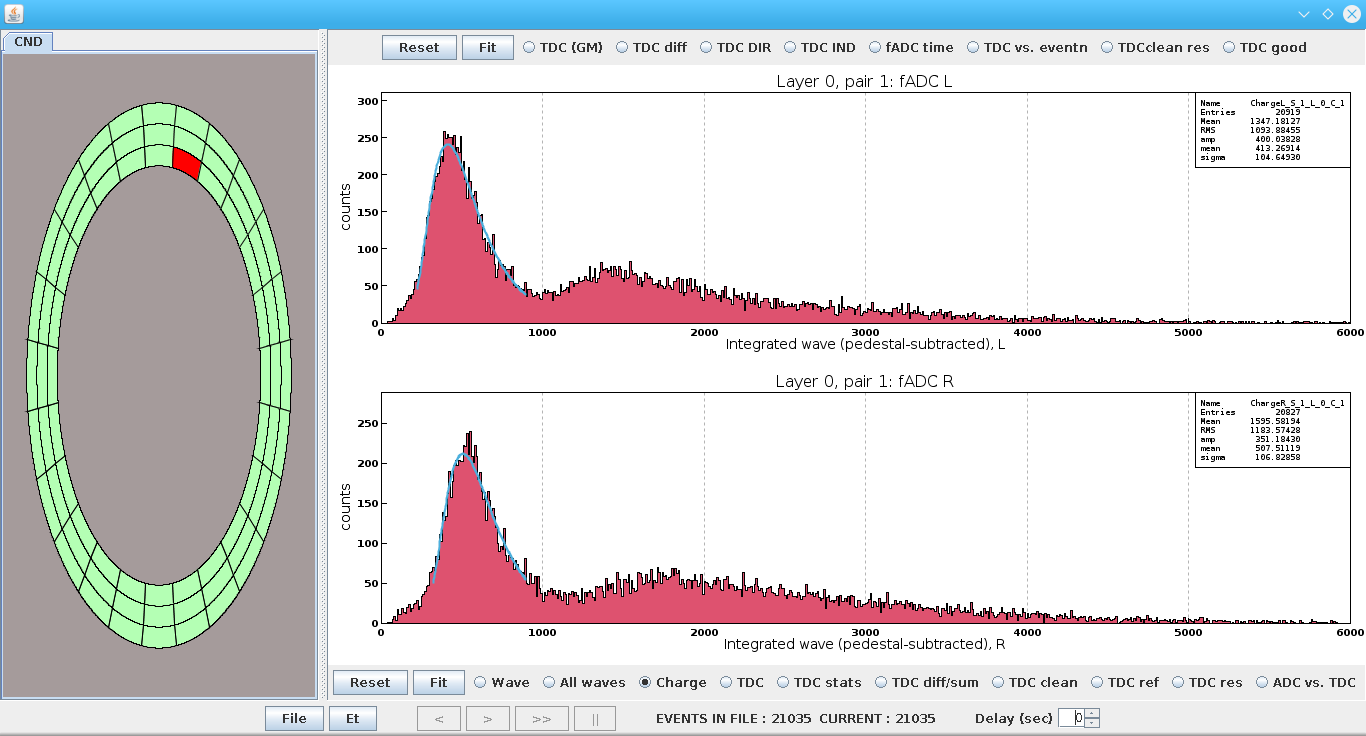 CND
Reset Fit TDC (GM) TDC diff TDC DIR TDC IND fADC time TDC vs. eventn TDCclean res TDC good
Layer 0, pair 1: fADC L
Name ChargeL_S_1_L_0_C_1
Entries 20919
Mean 1347.18127
RMS 1093.88455
amp 400.03828
mean 413.26914
sigma 104.64930
counts
300
250
200
150
100
50
0
0 1000 2000 3000 4000 5000 6000
Integrated wave (pedestal-subtracted), L
Layer 0, pair 1: fADC R
Name ChargeR_S_1_L_0_C_1
Entries 20827
Mean 1595.58194
RMS 1183.57428
amp 351.18430
mean 507.51119
sigma 106.82858
counts
250
200
150
100
50
0
0 1000 2000 3000 4000 5000 6000
Integrated wave (pedestal-subtracted), R
Reset Fit Wave All waves Charge TDC TDC stats TDC diff/sum TDC clean TDC ref TDC res ADC vs. TDC
File Et < > >> || EVENTS IN FILE : 21035 CURRENT : 21035 Delay (sec) 0